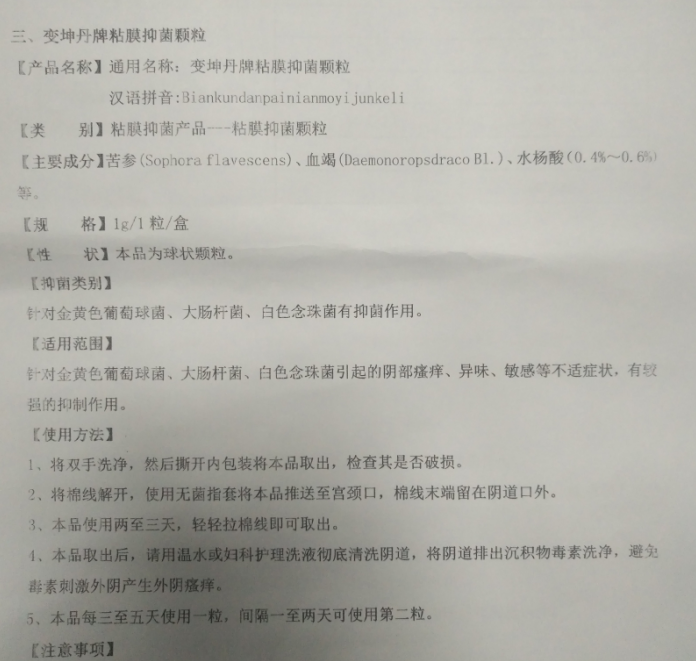 三、变坤丹牌粘膜抑菌颗粒
【产品名称】通用名称：变坤丹牌粘膜抑菌颗粒
汉语拼音:Biankundanpainianmoyijunkeli
【类　　别】粘膜抑菌产品---粘膜抑菌颗粒
【主要成分】苦参(Sophora flavescens)、血竭(Daemonoropsdraco Bl.)、水杨酸(0.4%～0.6%)
等。
【规　　格】1g/1 粒/盒
【性　　状】本品为球状颗粒。
【抑菌类别】
针对金黄色葡萄球菌、大肠杆菌、白色念珠菌有抑菌作用。
【适用范围】
针对金黄色葡萄球菌、大肠杆菌、白色念珠菌引起的阴部瘙痒、异味、敏感等不适症状，有较
强的抑制作用。
【使用方法】
1、将双手洗净，然后撕开内包装将本品取出，检查其是否破损。
2、将棉线解开，使用无菌指套将本品推送至宫颈口，棉线末端留在阴道口外。
3、本品使用两至三天，轻轻拉棉线即可取出。
4、本品取出后，请用温水或妇科护理洗液彻底清洗阴道，将阴道排出沉积物毒素洗净，避免
毒素刺激外阴产生外阴瘙痒。
5、本品每三至五天使用一粒，间隔一至两天可使用第二粒。
【注意事项】